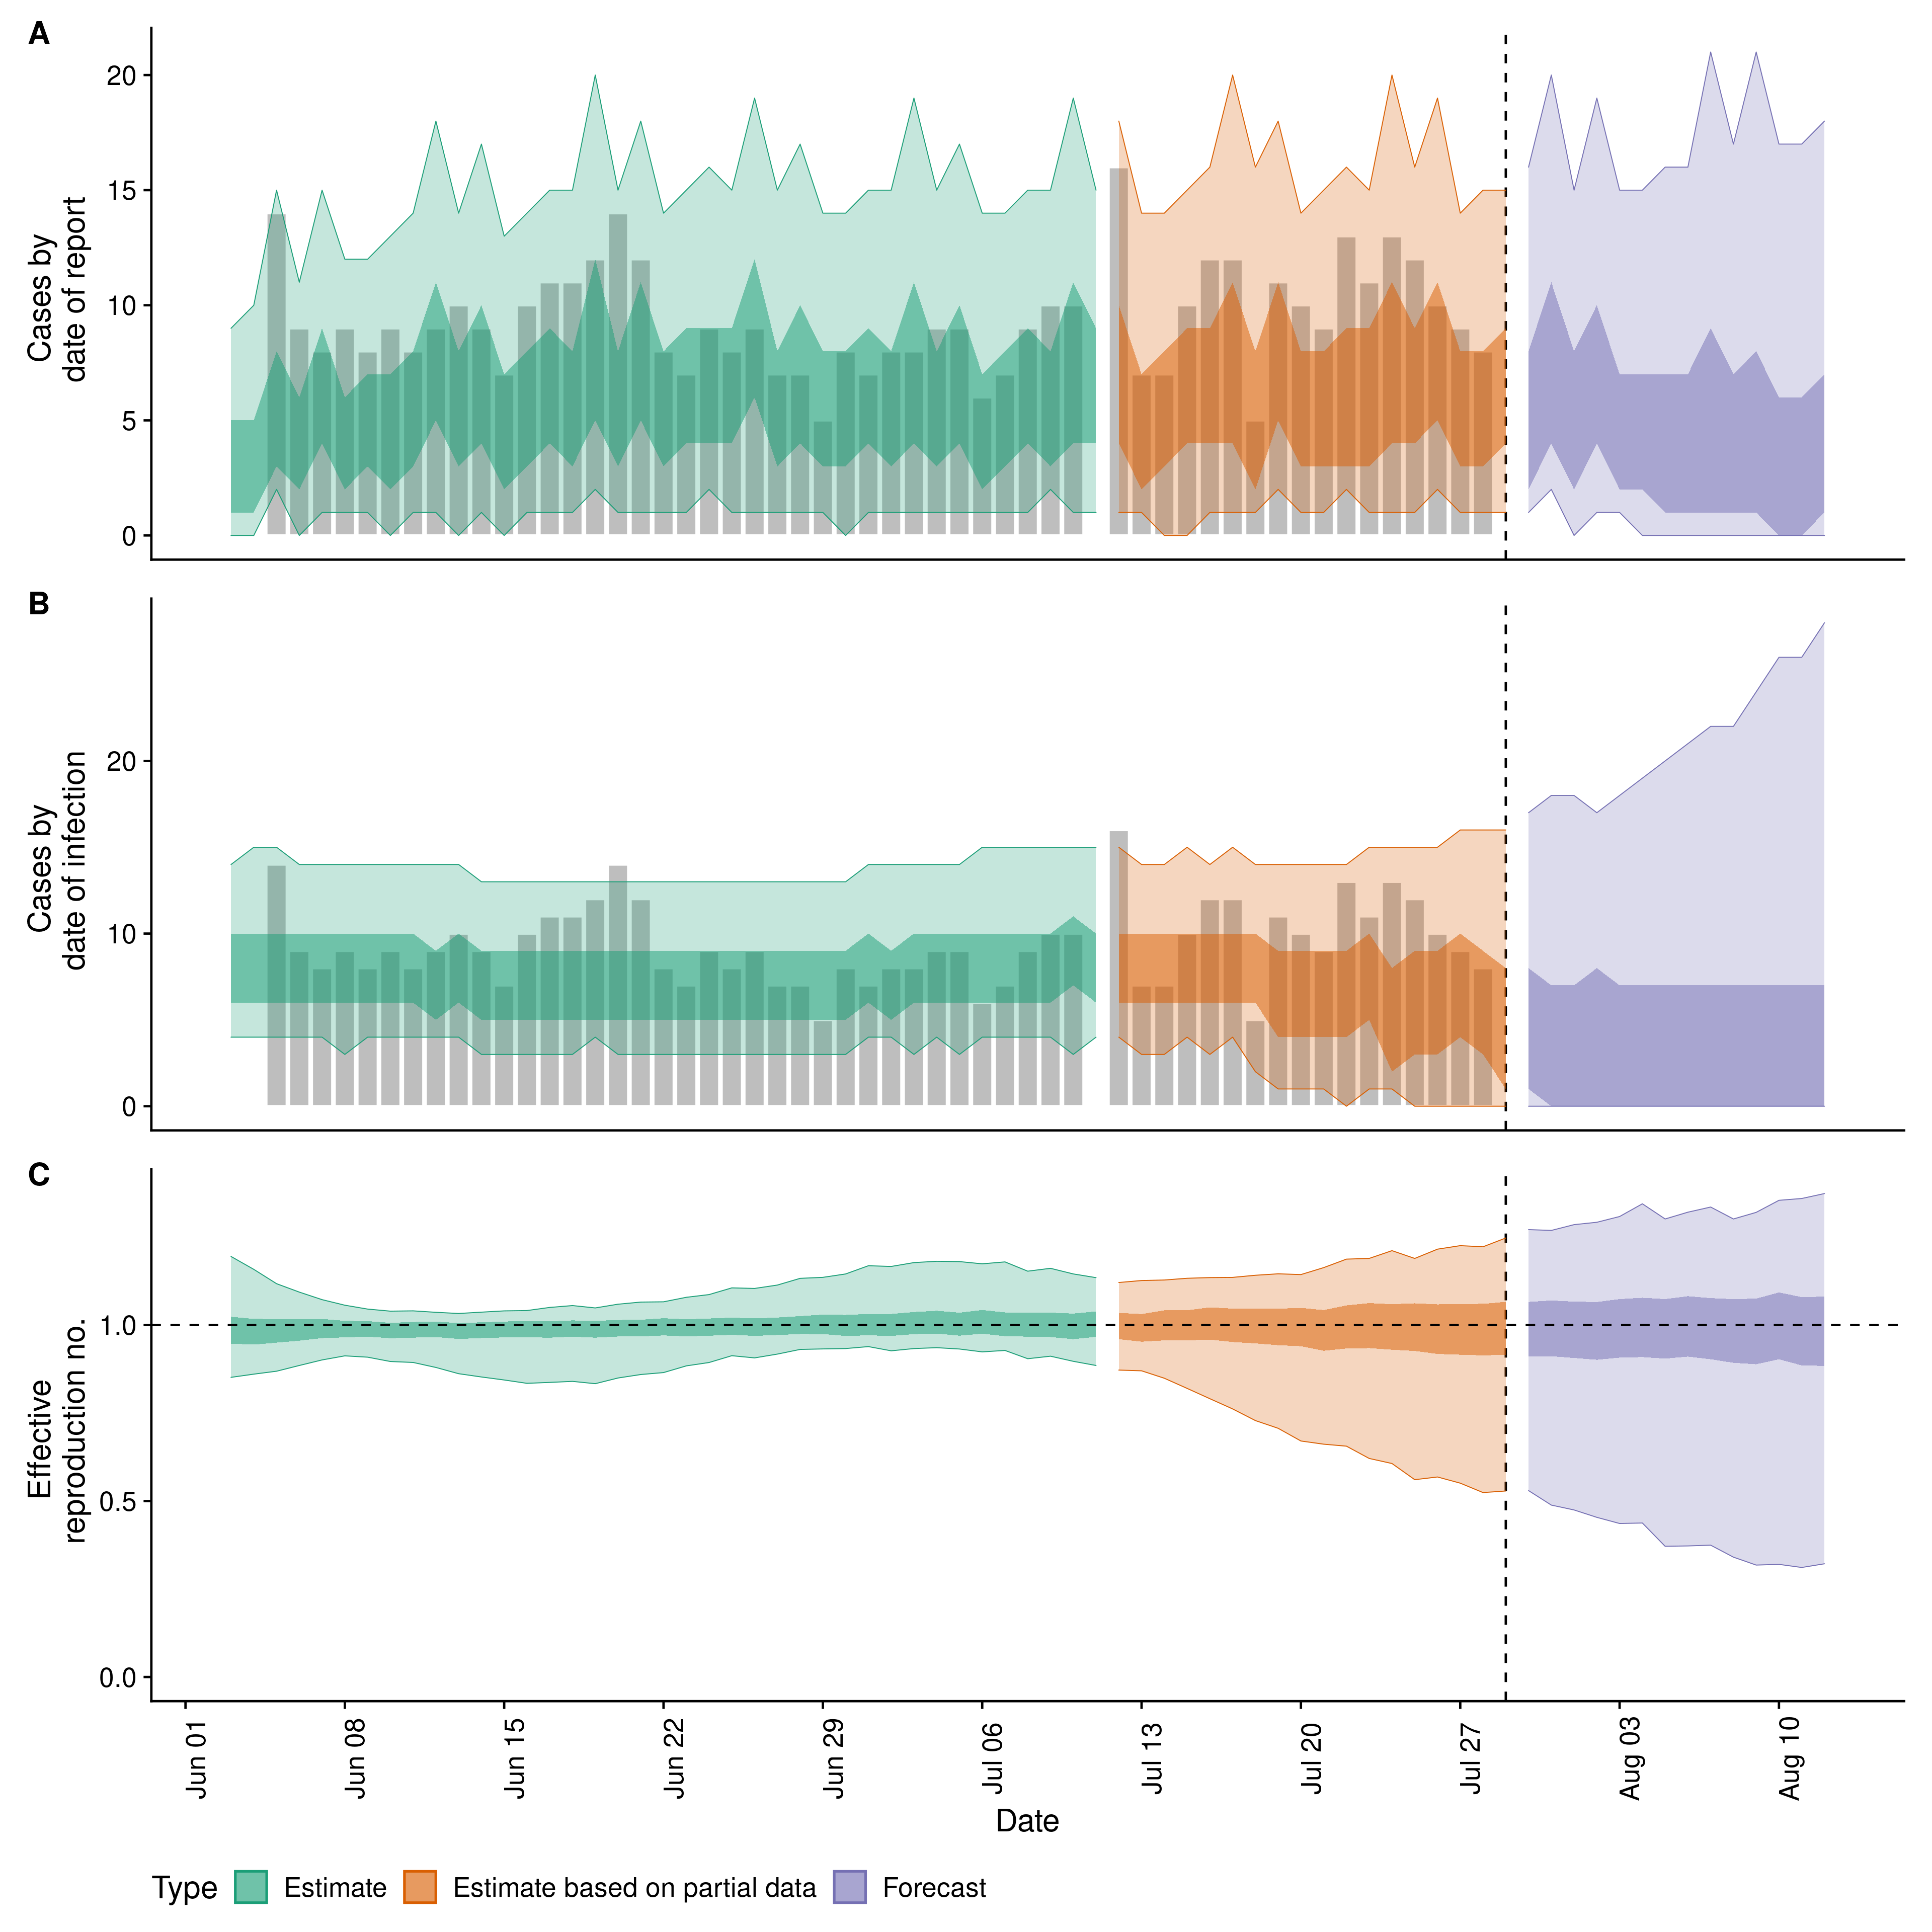 A
20
15
10
5
0
Cases by
date of report
B
20
10
0
Cases by
date of infection
C
1.0
0.5
0.0
Effective
reproduction no.
Jun 01
Jun 08
Jun 15
Jun 22
Jun 29
Jul 06
Jul 13
Jul 20
Jul 27
Aug 03
Aug 10
Date
Type Estimate Estimate based on partial data Forecast